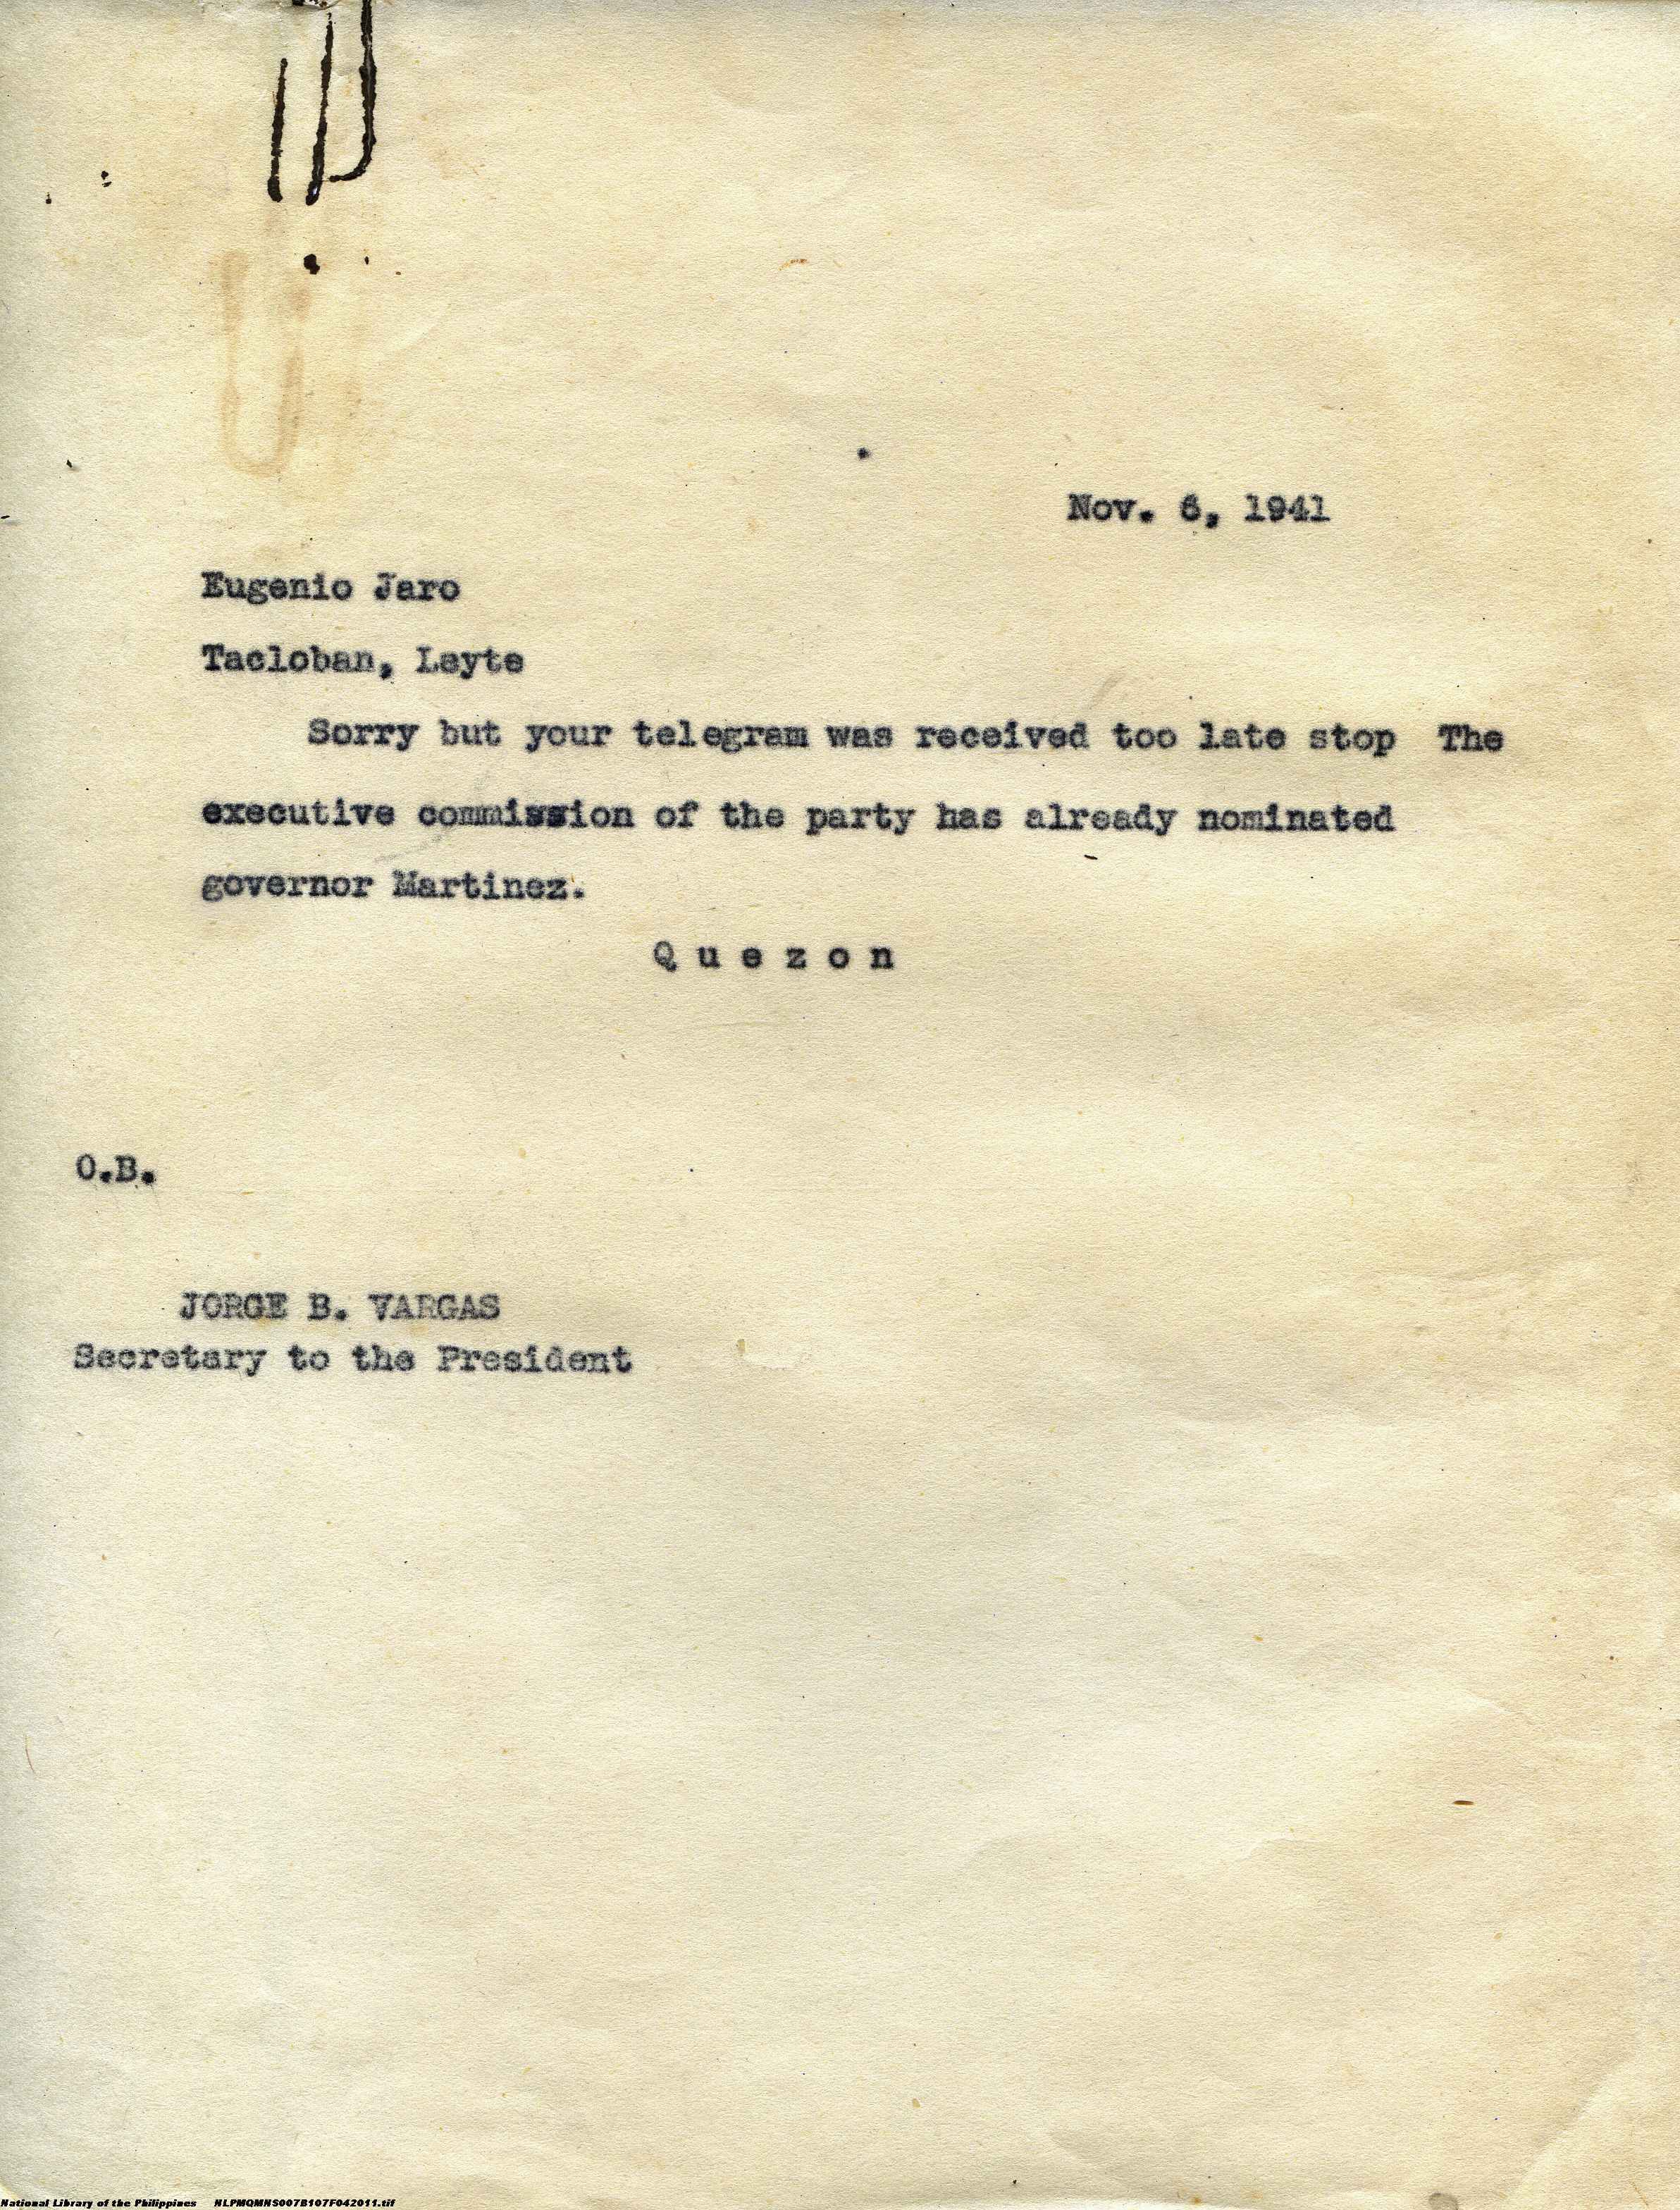 Nov. 6, 1941
Eugenio Jaro
Tacloban, Leyte
Sorry but your telegram was received too late stop The
executive commission of the party has already nominated
governor Martinez.
Q u e z o n
O.B.
JORGE B. VARGAS
Secretary to the President
National Library of the Philippines NLPMQMNS007B107F042011.tif